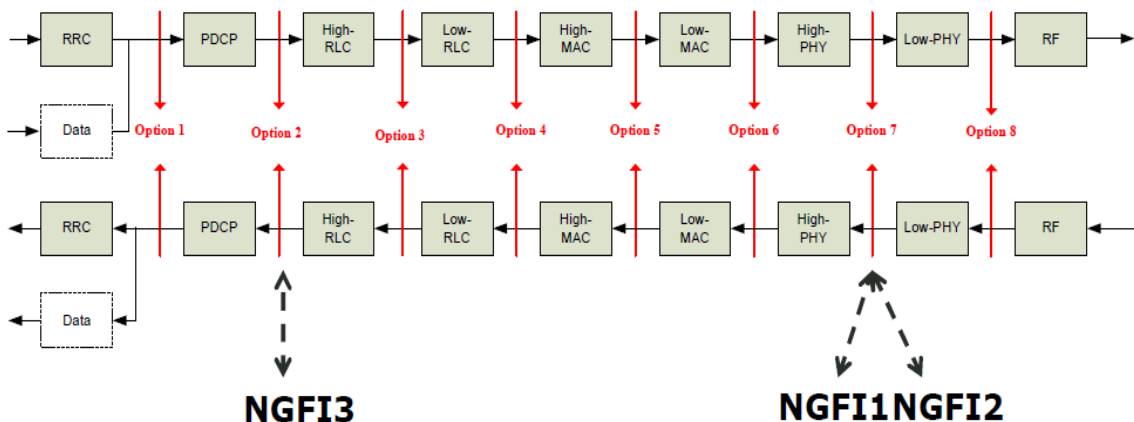 RRC
PDCP
High-
RLC
Low-
RLC
High-
MAC
Low-
MAC
High-
PHY
Low-PHY
RF
Data
Option 1
Option 2
Option 3
Option 4
Option 5
Option 6
Option 7
Option 8
RRC
PDCP
High-
RLC
Low-
RLC
High-
MAC
Low-
MAC
High-
PHY
Low-PHY
RF
Data
NGFI3
NGFI1NGFI2